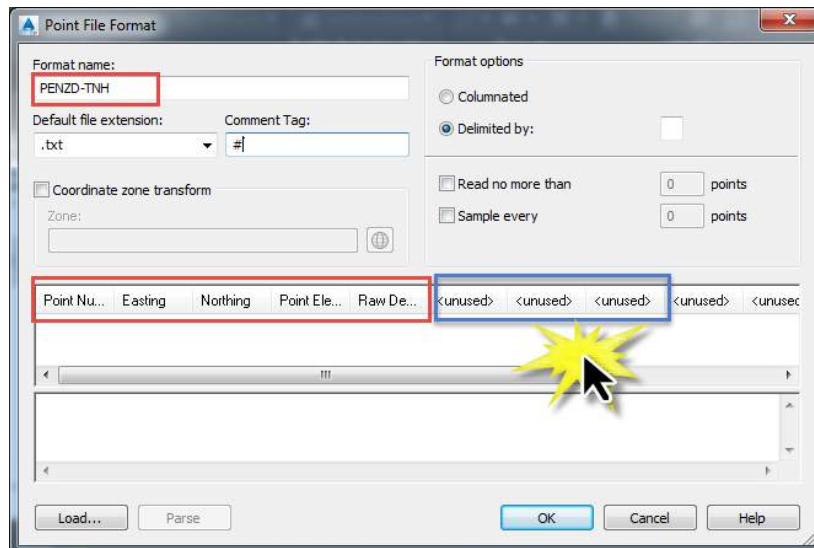 Point File Format
Format name:
PENZD-TNH
Default file extension:
Comment Tag:
.txt
#
Coordinate zone transform
Zone:
Format options
Columnated
Delimited by:
Read no more than
0
points
Sample every
0
points
Point Nu... Easting Northing Point Ele... Raw De... <unused> <unused> <unused> <unused> <unused
Load...
Parse
OK
Cancel
Help